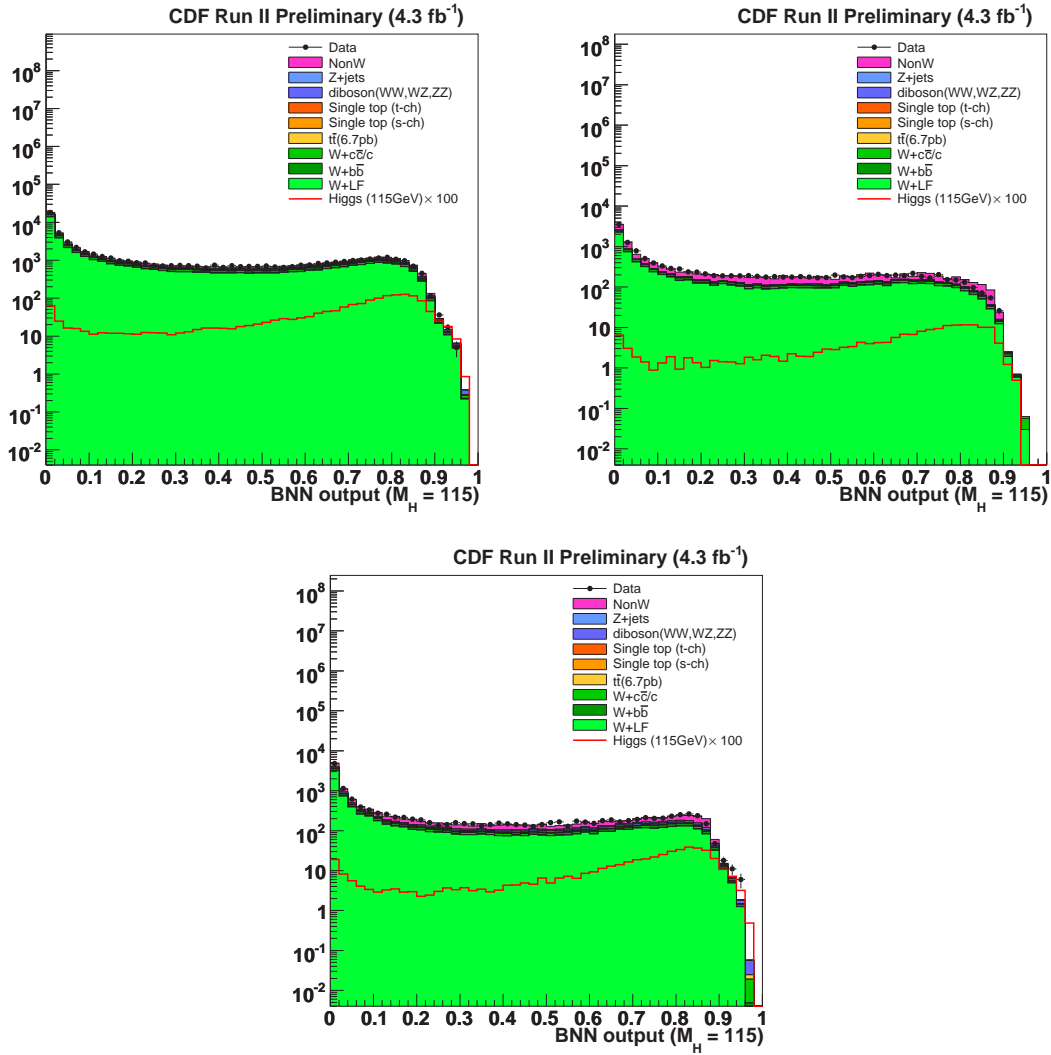 CDF Run II Preliminary (4.3 fb⁻¹)
Data
NonW
Z+jets
diboson(WW,WZ,ZZ)
Single top (t-ch)
Single top (s-ch)
tt̄(6.7pb)
W+cc̄/c
W+bb̄
W+LF
Higgs (115GeV) × 100
10⁸
10⁷
10⁶
10⁵
10⁴
10³
10²
10
1
10⁻¹
10⁻²
0 0.1 0.2 0.3 0.4 0.5 0.6 0.7 0.8 0.9 1
BNN output (M_H = 115)
CDF Run II Preliminary (4.3 fb⁻¹)
Data
NonW
Z+jets
diboson(WW,WZ,ZZ)
Single top (t-ch)
Single top (s-ch)
tt̄(6.7pb)
W+cc̄/c
W+bb̄
W+LF
Higgs (115GeV) × 100
10⁸
10⁷
10⁶
10⁵
10⁴
10³
10²
10
1
10⁻¹
10⁻²
0 0.1 0.2 0.3 0.4 0.5 0.6 0.7 0.8 0.9 1
BNN output (M_H = 115)
CDF Run II Preliminary (4.3 fb⁻¹)
Data
NonW
Z+jets
diboson(WW,WZ,ZZ)
Single top (t-ch)
Single top (s-ch)
tt̄(6.7pb)
W+cc̄/c
W+bb̄
W+LF
Higgs (115GeV) × 100
10⁸
10⁷
10⁶
10⁵
10⁴
10³
10²
10
1
10⁻¹
10⁻²
0 0.1 0.2 0.3 0.4 0.5 0.6 0.7 0.8 0.9 1
BNN output (M_H = 115)